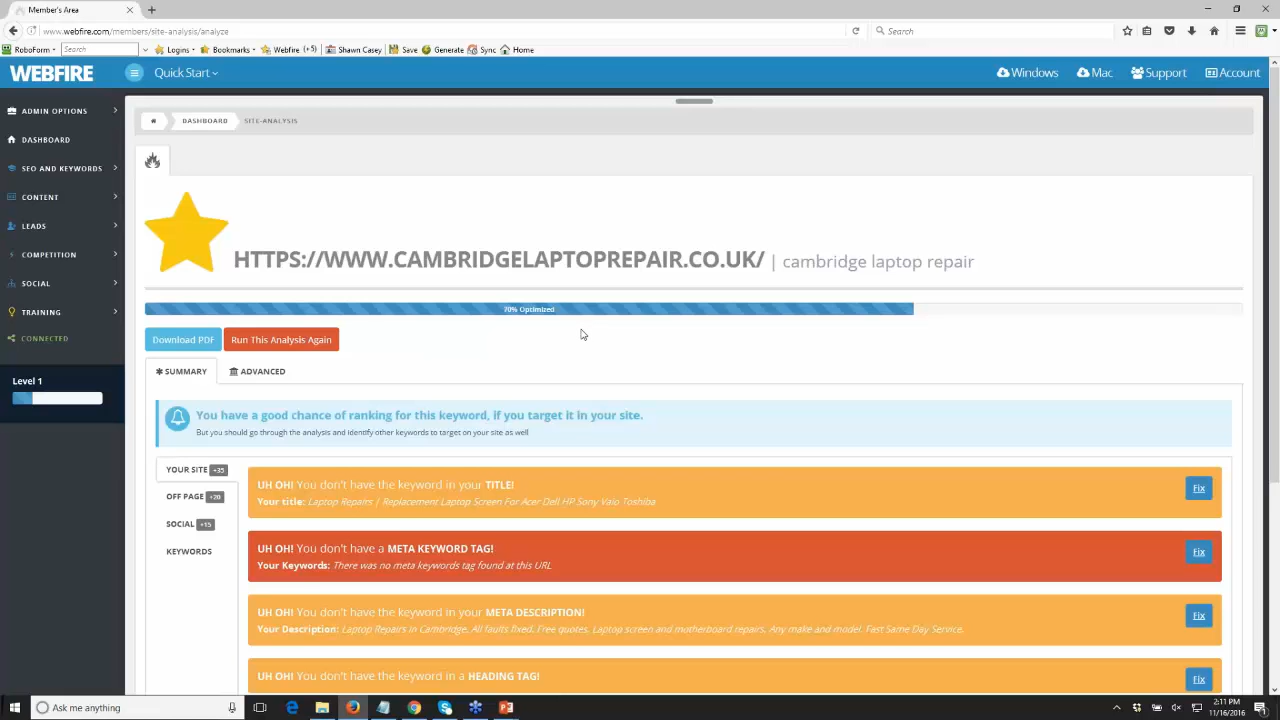 Member's Area
www.webfire.com/members/site-analysis/analyze
Search
RoboForm
Search
Logins
Bookmarks
Webfire (+5)
Shawn Casey
Save
Generate
Sync
Home
WEBFIRE
Quick Start
Windows
Mac
Support
Account
ADMIN OPTIONS
DASHBOARD
SEO AND KEYWORDS
CONTENT
LEADS
COMPETITION
SOCIAL
TRAINING
CONNECTED
Level 1
DASHBOARD
SITE-ANALYSIS
HTTPS://WWW.CAMBRIDGELAPTOPREPAIR.CO.UK/ | cambridge laptop repair
70% Optimized
Download PDF
Run This Analysis Again
SUMMARY
ADVANCED
You have a good chance of ranking for this keyword, if you target it in your site.
But you should go through the analysis and identify other keywords to target on your site as well
YOUR SITE +35
OFF PAGE +20
SOCIAL +15
KEYWORDS
UH OH! You don't have the keyword in your TITLE!
Your title: Laptop Repairs | Replacement Laptop Screen For Acer Dell HP Sony Vaio Toshiba
Fix
UH OH! You don't have a META KEYWORD TAG!
Your Keywords: There was no meta keywords tag found at this URL
Fix
UH OH! You don't have the keyword in your META DESCRIPTION!
Your Description: Laptop Repairs in Cambridge. All faults fixed. Free quotes. Laptop screen and mutherboard repairs. Any make and model. Fast Same Day Service.
Fix
UH OH! You don't have the keyword in a HEADING TAG!
Fix
Ask me anything
2:11 PM
11/16/2016